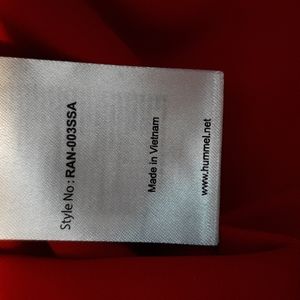 Style No : RAN-003SSA
Made in Vietnam
www.hummel.net